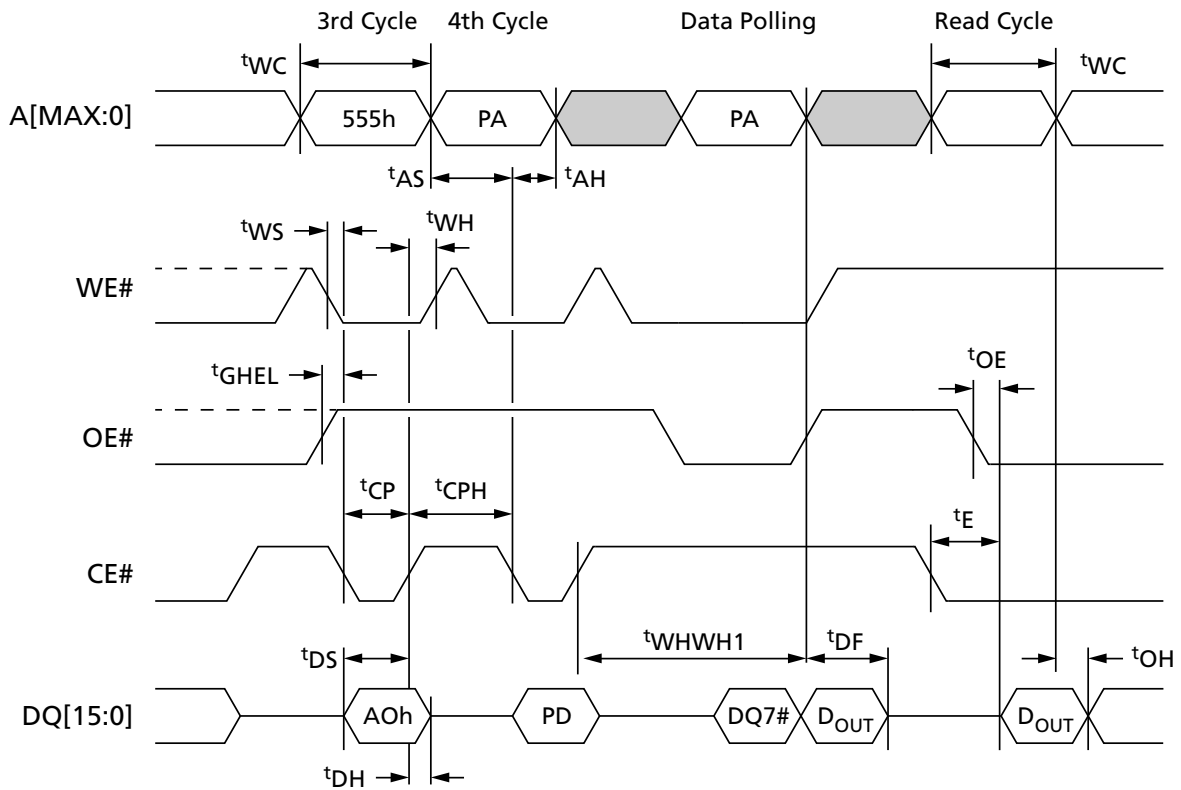 3rd Cycle 4th Cycle Data Polling Read Cycle
tWC tWC
A[MAX:0] 555h PA PA
tAS tAH
tWS tWH
WE#
tGHEL tOE
OE#
tCP tCPH tE
CE#
tWHWH1 tDF
tDS tOH
DQ[15:0] AOh PD DQ7# DOUT DOUT
tDH